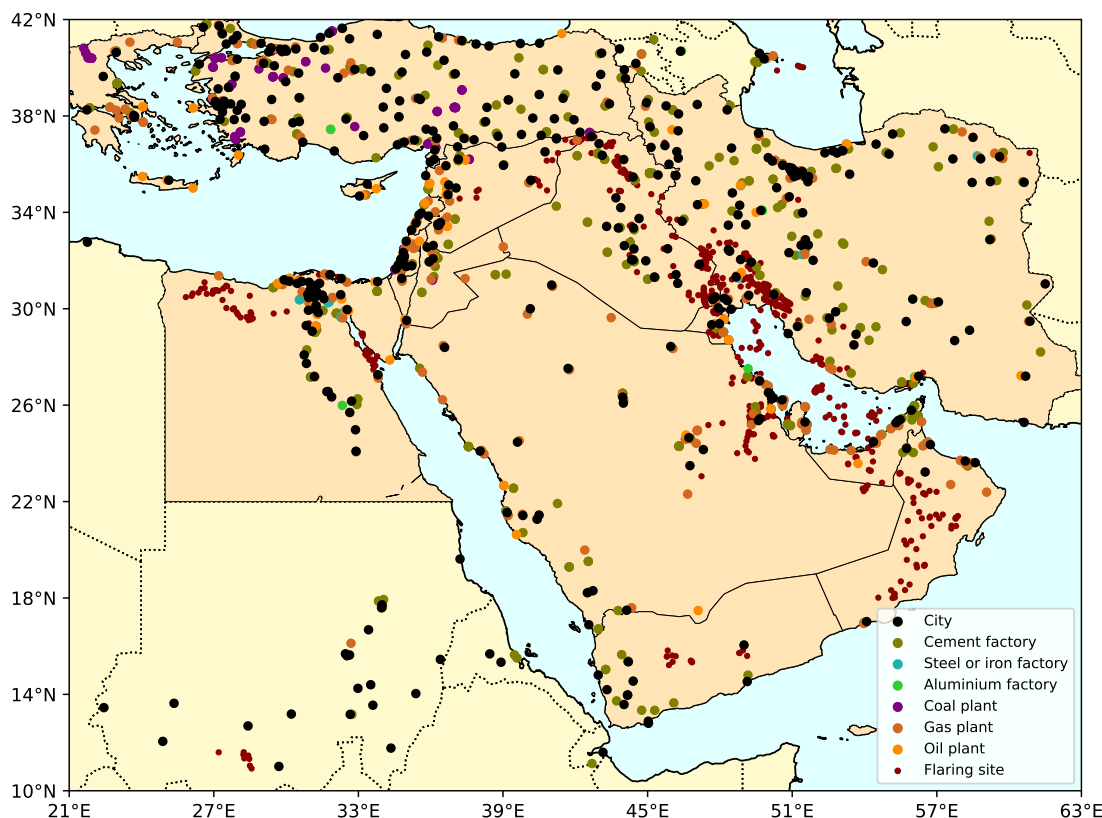 42°N
38°N
34°N
30°N
26°N
22°N
18°N
14°N
10°N
21°E
27°E
33°E
39°E
45°E
51°E
57°E
63°E
City
Cement factory
Steel or iron factory
Aluminium factory
Coal plant
Gas plant
Oil plant
Flaring site